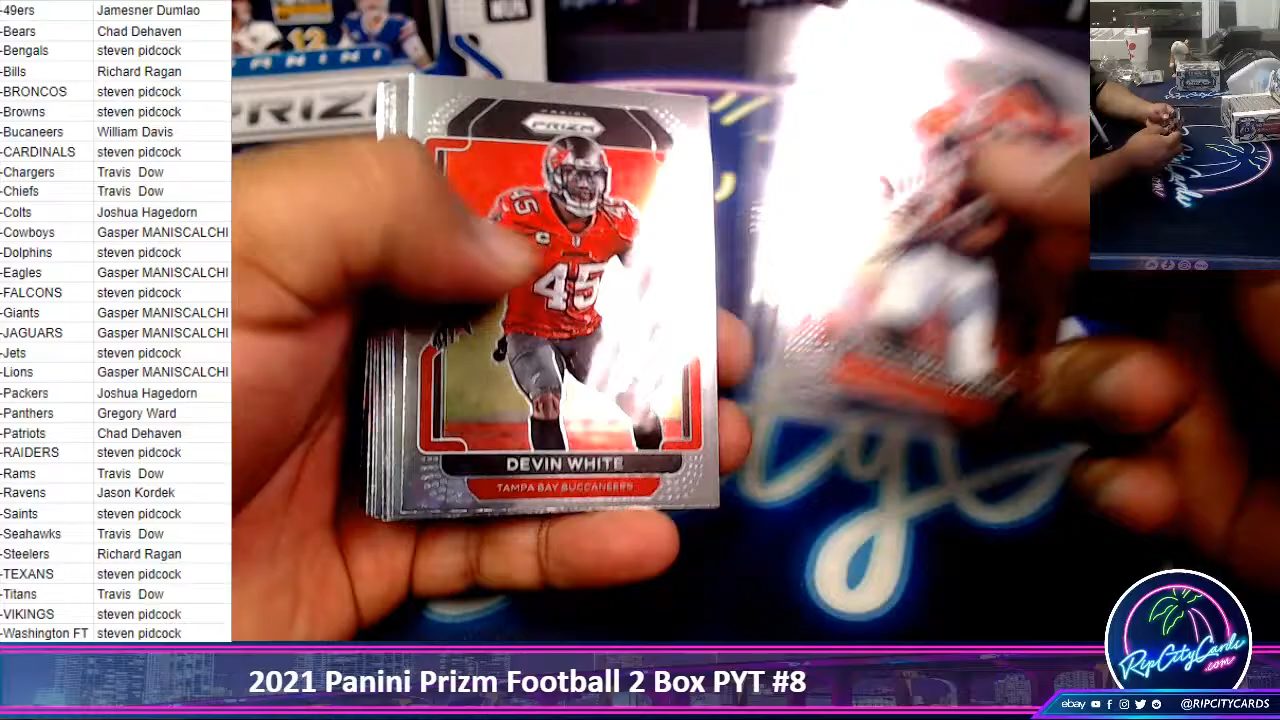 -49ers Jamesner Dumlao
-Bears Chad Dehaven
-Bengals steven pidcock
-Bills Richard Ragan
-BRONCOS steven pidcock
-Browns steven pidcock
-Bucaneers William Davis
-CARDINALS steven pidcock
-Chargers Travis Dow
-Chiefs Travis Dow
-Colts Joshua Hagedorn
-Cowboys Gasper MANISCALCHI
-Dolphins steven pidcock
-Eagles Gasper MANISCALCHI
-FALCONS steven pidcock
-Giants Gasper MANISCALCHI
-JAGUARS Gasper MANISCALCHI
-Jets steven pidcock
-Lions Gasper MANISCALCHI
-Packers Joshua Hagedorn
-Panthers Gregory Ward
-Patriots Chad Dehaven
-RAIDERS steven pidcock
-Rams Travis Dow
-Ravens Jason Kordek
-Saints steven pidcock
-Seahawks Travis Dow
-Steelers Richard Ragan
-TEXANS steven pidcock
-Titans Travis Dow
-VIKINGS steven pidcock
-Washington FT steven pidcock
PANINI
PRIZM
45
45
DEVIN WHITE
TAMPA BAY BUCCANEERS
RipCityCards
.com
2021 Panini Prizm Football 2 Box PYT #8
ebay @RIPCITYCARDS